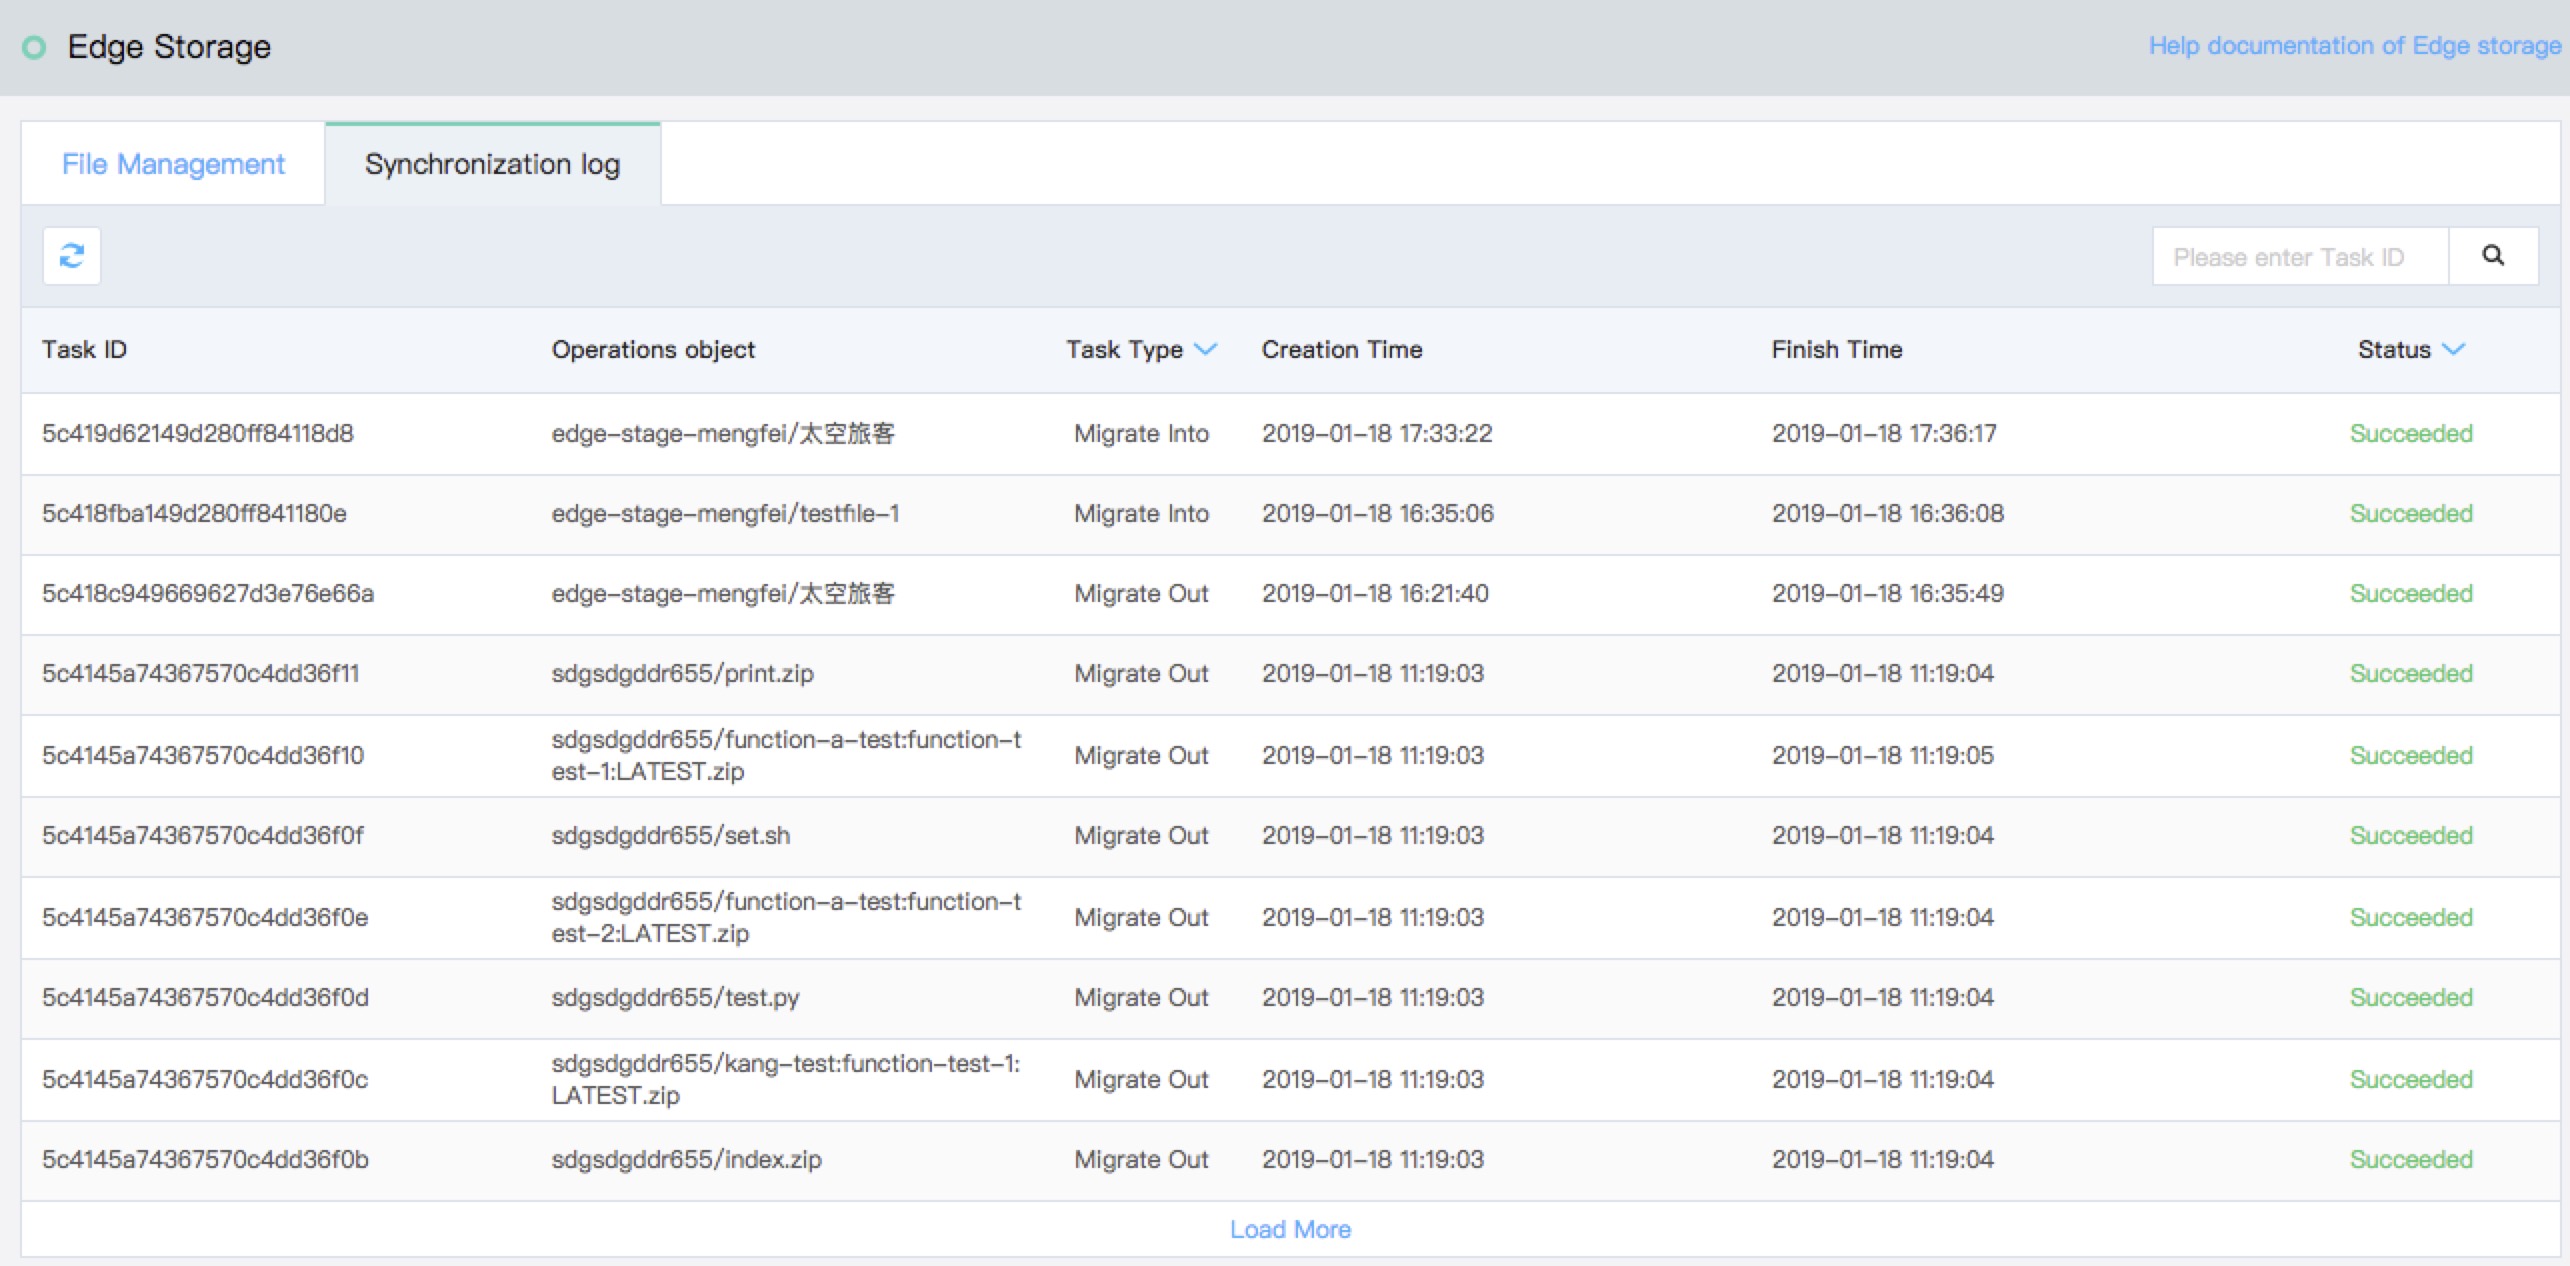 Edge Storage
Help documentation of Edge storage
File Management
Synchronization log
Please enter Task ID
Task ID Operations object Task Type Creation Time Finish Time Status
5c419d62149d280ff84118d8 edge-stage-mengfei/太空旅客 Migrate Into 2019-01-18 17:33:22 2019-01-18 17:36:17 Succeeded
5c418fba149d280ff841180e edge-stage-mengfei/testfile-1 Migrate Into 2019-01-18 16:35:06 2019-01-18 16:36:08 Succeeded
5c418c949669627d3e76e66a edge-stage-mengfei/太空旅客 Migrate Out 2019-01-18 16:21:40 2019-01-18 16:35:49 Succeeded
5c4145a74367570c4dd36f11 sdgsdgddr655/print.zip Migrate Out 2019-01-18 11:19:03 2019-01-18 11:19:04 Succeeded
sdgsdgddr655/function-a-test:function-t
5c4145a74367570c4dd36f10 Migrate Out 2019-01-18 11:19:03 2019-01-18 11:19:05 Succeeded
est-1:LATEST.zip
5c4145a74367570c4dd36f0f sdgsdgddr655/set.sh Migrate Out 2019-01-18 11:19:03 2019-01-18 11:19:04 Succeeded
sdgsdgddr655/function-a-test:function-t
5c4145a74367570c4dd36f0e Migrate Out 2019-01-18 11:19:03 2019-01-18 11:19:04 Succeeded
est-2:LATEST.zip
5c4145a74367570c4dd36f0d sdgsdgddr655/test.py Migrate Out 2019-01-18 11:19:03 2019-01-18 11:19:04 Succeeded
sdgsdgddr655/kang-test:function-test-1:
5c4145a74367570c4dd36f0c Migrate Out 2019-01-18 11:19:03 2019-01-18 11:19:04 Succeeded
LATEST.zip
5c4145a74367570c4dd36f0b sdgsdgddr655/index.zip Migrate Out 2019-01-18 11:19:03 2019-01-18 11:19:04 Succeeded
Load More